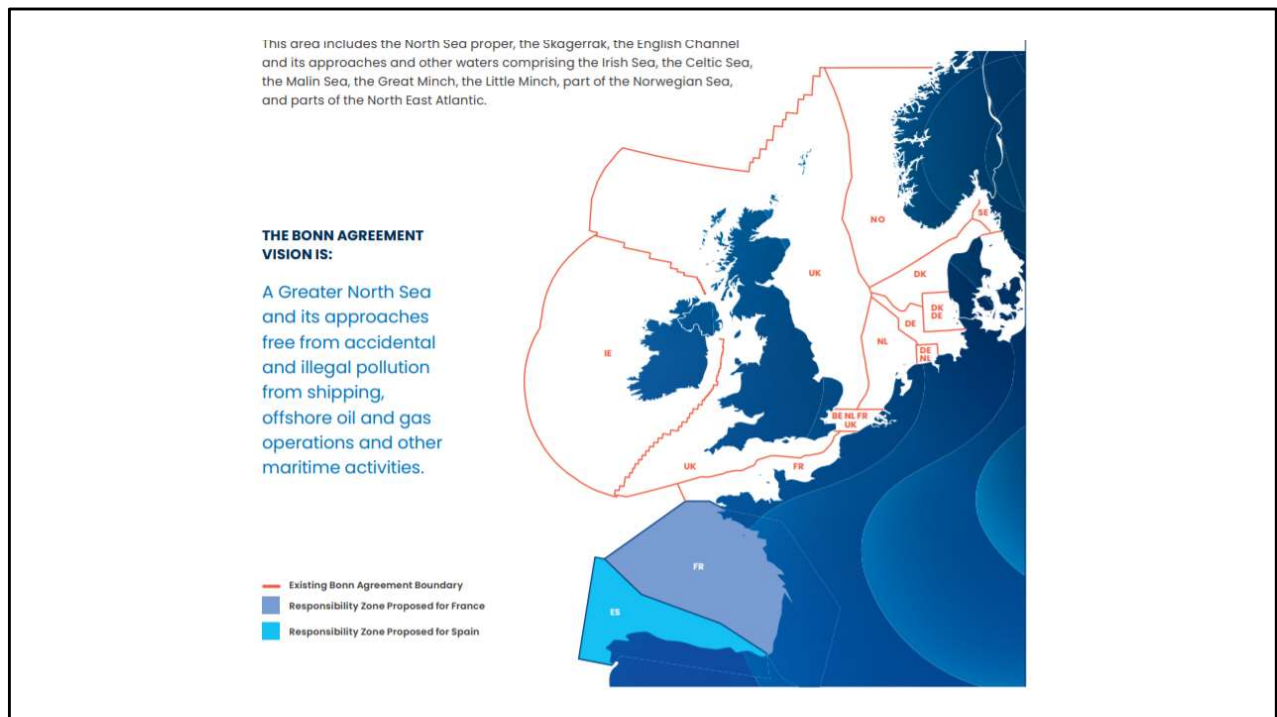 This area includes the North Sea proper, the Skagerrak, the English Channel
and its approaches and other waters comprising the Irish Sea, the Celtic Sea,
the Malin Sea, the Great Minch, the Little Minch, part of the Norwegian Sea,
and parts of the North East Atlantic.
THE BONN AGREEMENT
VISION IS:
A Greater North Sea
and its approaches
free from accidental
and illegal pollution
from shipping,
offshore oil and gas
operations and other
maritime activities.
Existing Bonn Agreement Boundary
Responsibility Zone Proposed for France
Responsibility Zone Proposed for Spain
SE
NO
UK
DK
DK
DE
DE
NL
DE
NL
IE
BE NL FR
UK
UK
FR
FR
ES